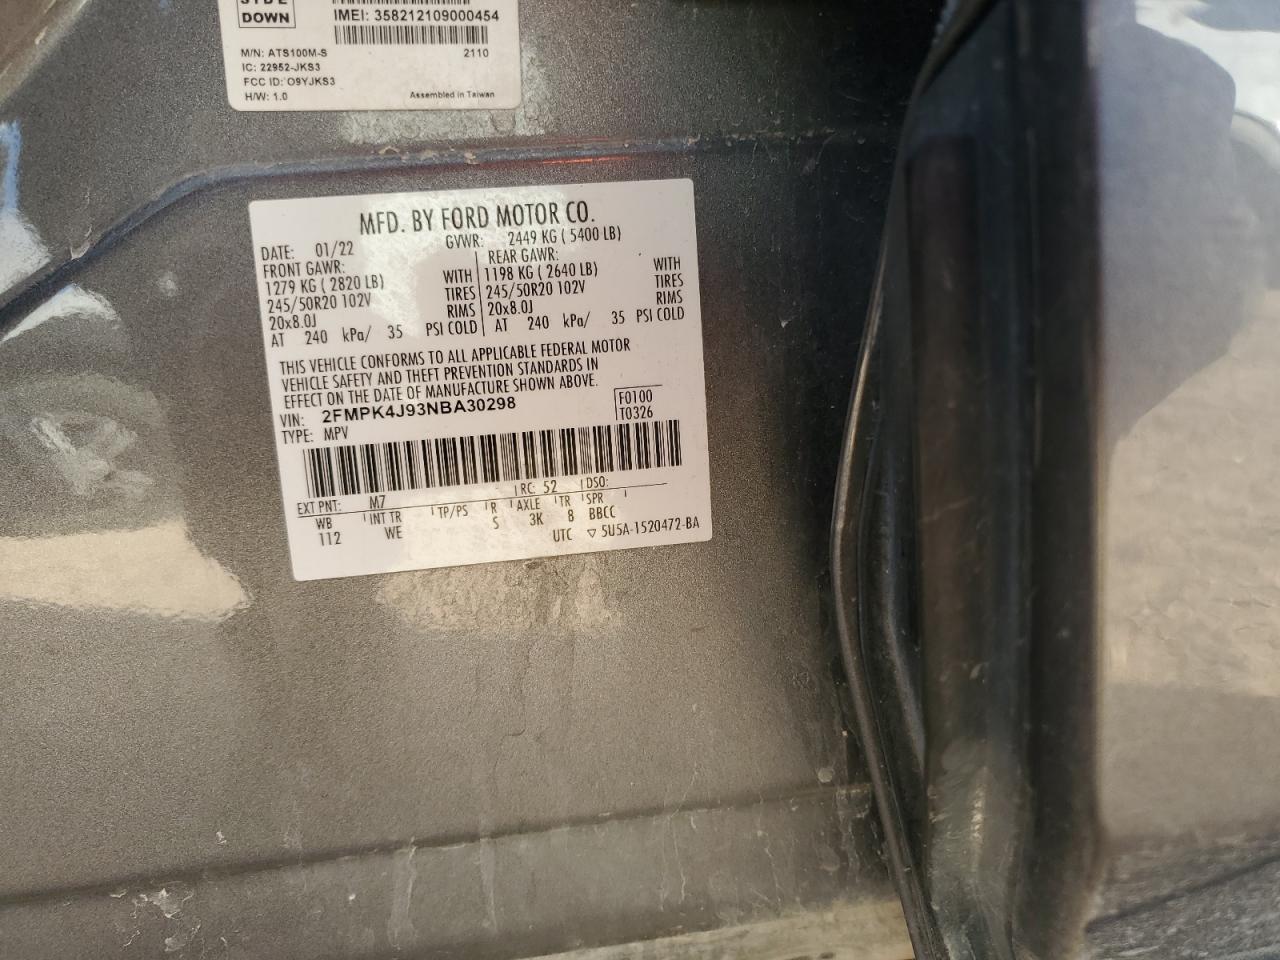 SIDE
DOWN
IMEI: 358212109000454
M/N: ATS100M-S 2110
IC: 22952-JKS3
FCC ID: O9YJKS3
H/W: 1.0 Assembled in Taiwan
MFD. BY FORD MOTOR CO.
DATE: 01/22 GVWR: 2449 KG ( 5400 LB)
FRONT GAWR: REAR GAWR:
1279 KG ( 2820 LB) WITH 1198 KG ( 2640 LB) WITH
245/50R20 102V TIRES 245/50R20 102V TIRES
20x8.0J RIMS 20x8.0J RIMS
AT 240 kPa/ 35 PSI COLD AT 240 kPa/ 35 PSI COLD
THIS VEHICLE CONFORMS TO ALL APPLICABLE FEDERAL MOTOR
VEHICLE SAFETY AND THEFT PREVENTION STANDARDS IN
EFFECT ON THE DATE OF MANUFACTURE SHOWN ABOVE.
VIN: 2FMPK4J93NBA30298 F0100
TYPE: MPV T0326
EXT PNT: M7 RC: 52 DSO:
WB INT TR TP/PS R AXLE TR SPR
112 WE S 3K 8 BBCC
UTC ▽ 5U5A-1520472-BA